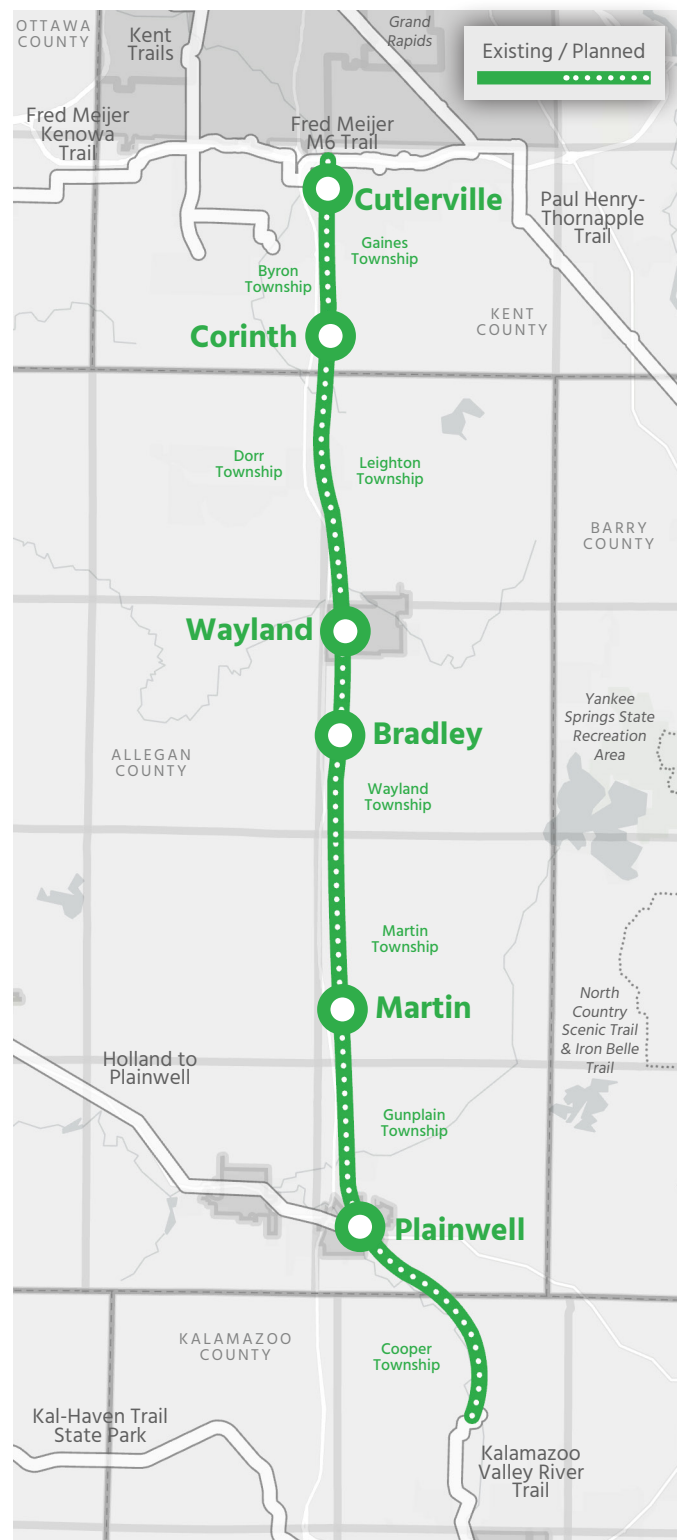 OTTAWA
COUNTY
Kent
Trails
Grand
Rapids
Existing / Planned
Fred Meijer
Kenowa
Trail
Fred Meijer
M6 Trail
Cutlerville
Paul Henry-
Thornapple
Trail
Gaines
Township
Byron
Township
Corinth
KENT
COUNTY
Dorr
Township
Leighton
Township
BARRY
COUNTY
Wayland
Yankee
Springs State
Recreation
Area
Bradley
ALLEGAN
COUNTY
Wayland
Township
Martin
Township
Martin
North
Country
Scenic Trail
& Iron Belle
Trail
Holland to
Plainwell
Gunplain
Township
Plainwell
KALAMAZOO
COUNTY
Cooper
Township
Kal-Haven Trail
State Park
Kalamazoo
Valley River
Trail